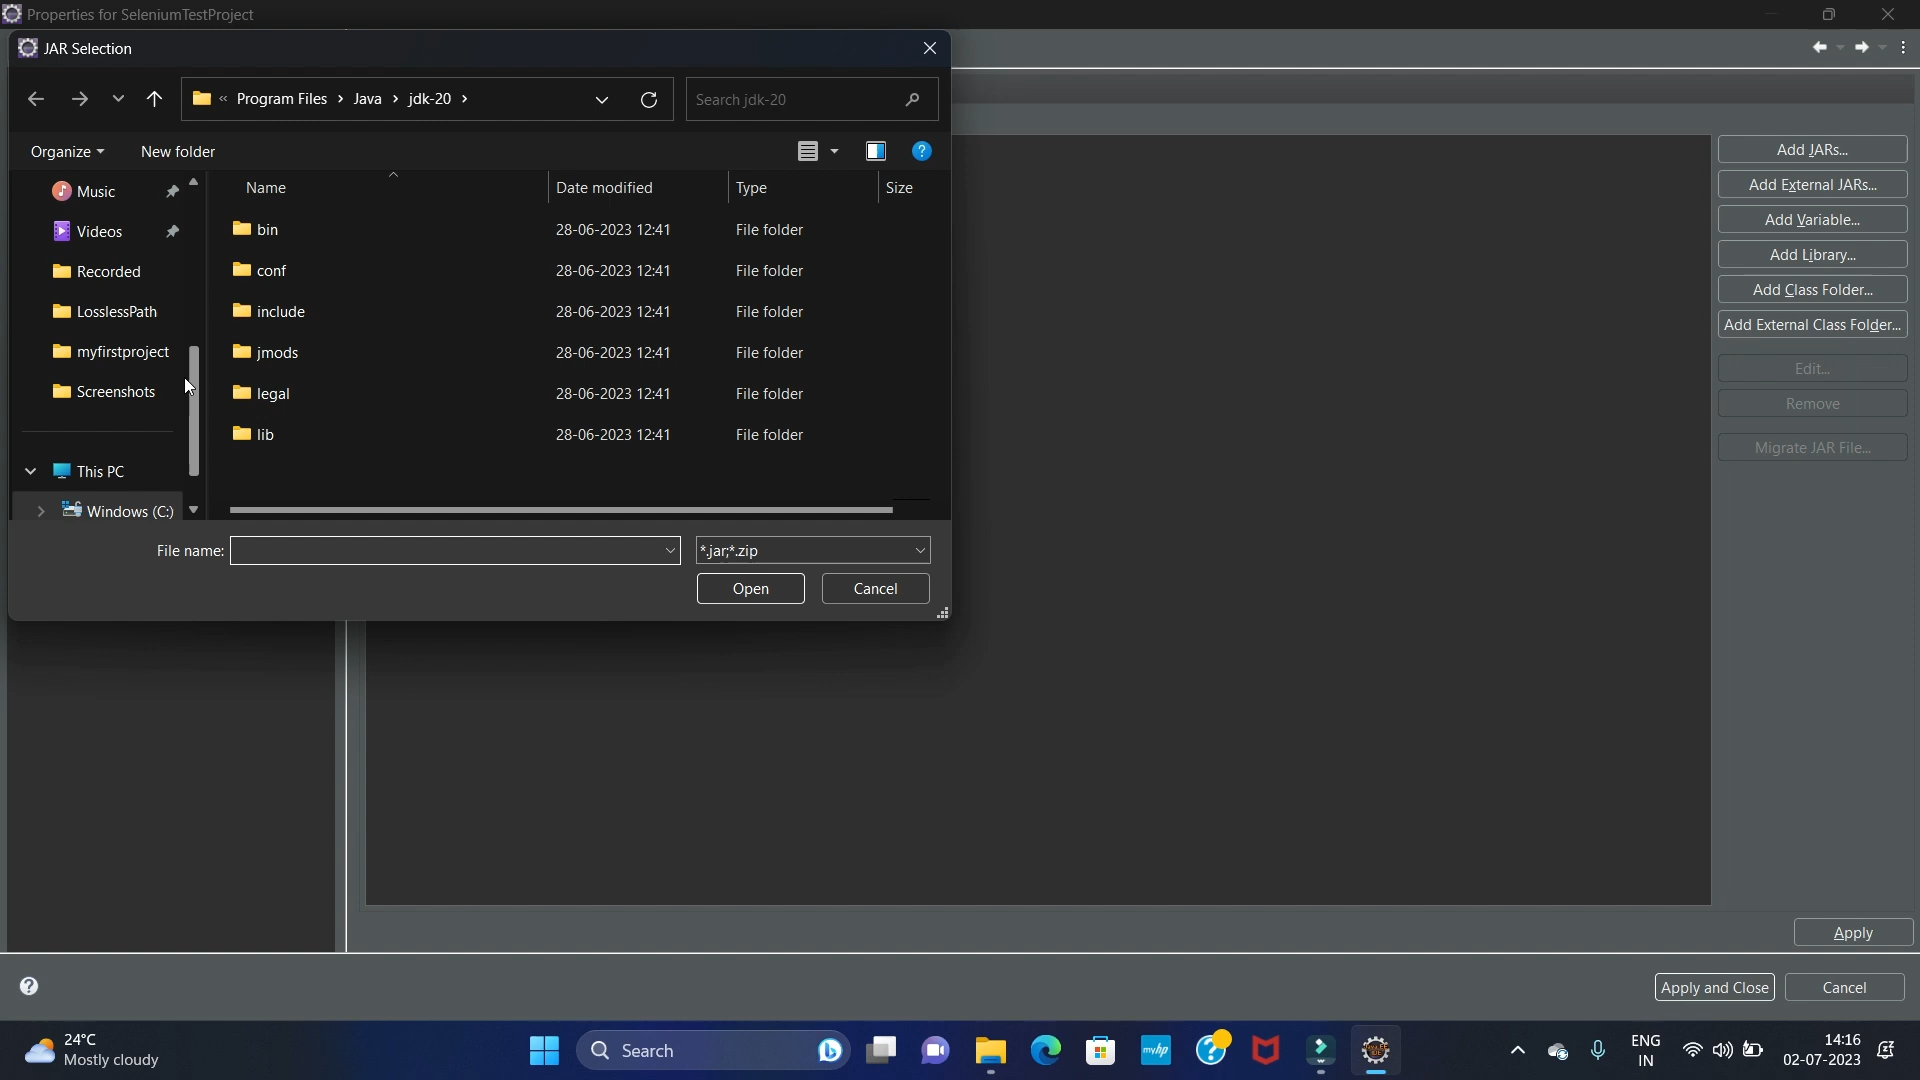 Properties for SeleniumTestProject
JAR Selection
« Program Files › Java › jdk-20 ›
Search jdk-20
Organize
New folder
Name
Date modified
Type
Size
Music
Videos
Recorded
LosslessPath
myfirstproject
Screenshots
This PC
Windows (C:)
bin 28-06-2023 12:41 File folder
conf 28-06-2023 12:41 File folder
include 28-06-2023 12:41 File folder
jmods 28-06-2023 12:41 File folder
legal 28-06-2023 12:41 File folder
lib 28-06-2023 12:41 File folder
File name:
*.jar;*.zip
Open
Cancel
Add JARs...
Add External JARs...
Add Variable...
Add Library...
Add Class Folder...
Add External Class Folder...
Edit...
Remove
Migrate JAR File...
Apply
Apply and Close
Cancel
24°C
Mostly cloudy
Search
myhp
ENG
IN
14:16
02-07-2023